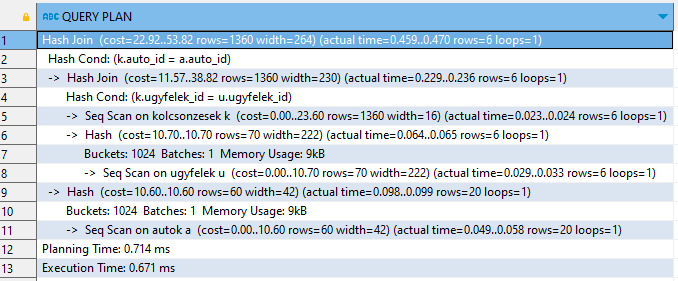 ABC QUERY PLAN
1 Hash Join (cost=22.92..53.82 rows=1360 width=264) (actual time=0.459..0.470 rows=6 loops=1)
2 Hash Cond: (k.auto_id = a.auto_id)
3 -> Hash Join (cost=11.57..38.82 rows=1360 width=230) (actual time=0.229..0.236 rows=6 loops=1)
4 Hash Cond: (k.ugyfelek_id = u.ugyfelek_id)
5 -> Seq Scan on kolcsonzesek k (cost=0.00..23.60 rows=1360 width=16) (actual time=0.023..0.024 rows=6 loops=1)
6 -> Hash (cost=10.70..10.70 rows=70 width=222) (actual time=0.064..0.065 rows=6 loops=1)
7 Buckets: 1024 Batches: 1 Memory Usage: 9kB
8 -> Seq Scan on ugyfelek u (cost=0.00..10.70 rows=70 width=222) (actual time=0.029..0.033 rows=6 loops=1)
9 -> Hash (cost=10.60..10.60 rows=60 width=42) (actual time=0.098..0.099 rows=20 loops=1)
10 Buckets: 1024 Batches: 1 Memory Usage: 9kB
11 -> Seq Scan on autok a (cost=0.00..10.60 rows=60 width=42) (actual time=0.049..0.058 rows=20 loops=1)
12 Planning Time: 0.714 ms
13 Execution Time: 0.671 ms